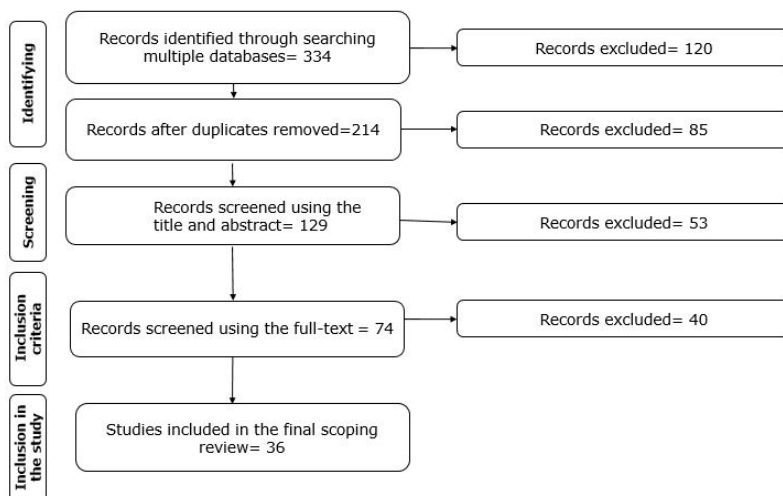 Identifying
Records identified through searching
multiple databases= 334
Records excluded= 120
Records after duplicates removed=214
Records excluded= 85
Screening
Records screened using the
title and abstract= 129
Records excluded= 53
Inclusion
criteria
Records screened using the full-text = 74
Records excluded= 40
Inclusion in
the study
Studies included in the final scoping
review= 36